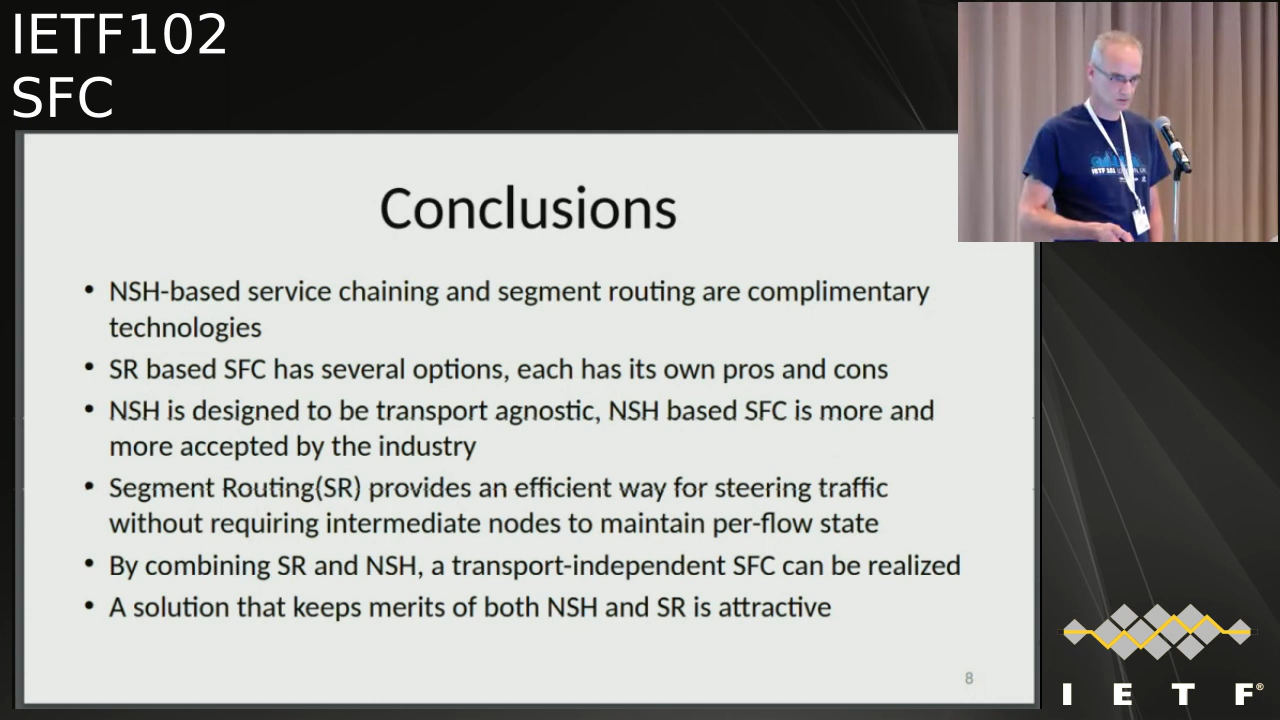 IETF102
SFC
Conclusions
• NSH-based service chaining and segment routing are complimentary
technologies
• SR based SFC has several options, each has its own pros and cons
• NSH is designed to be transport agnostic, NSH based SFC is more and
more accepted by the industry
• Segment Routing(SR) provides an efficient way for steering traffic
without requiring intermediate nodes to maintain per-flow state
• By combining SR and NSH, a transport-independent SFC can be realized
• A solution that keeps merits of both NSH and SR is attractive
8
IETF 101
I E T F®